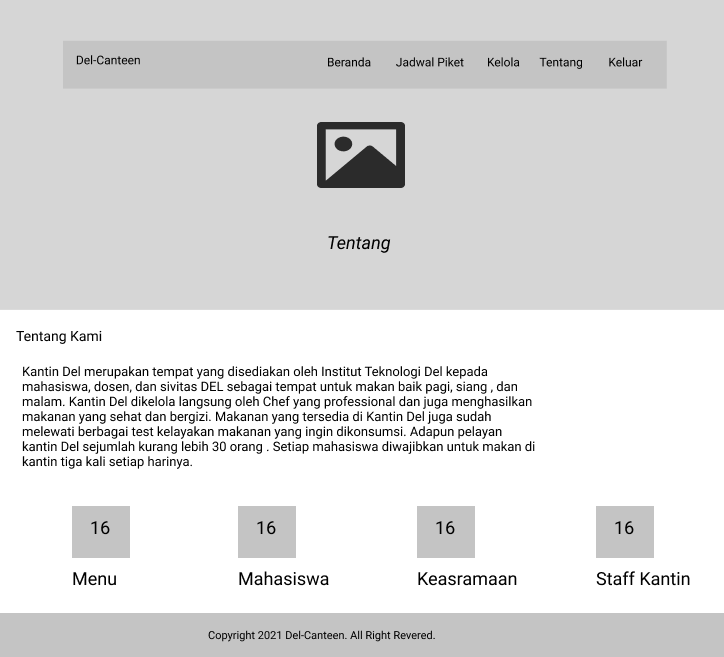 Del-Canteen
Beranda Jadwal Piket Kelola Tentang Keluar
Tentang
Tentang Kami
Kantin Del merupakan tempat yang disediakan oleh Institut Teknologi Del kepada
mahasiswa, dosen, dan sivitas DEL sebagai tempat untuk makan baik pagi, siang , dan
malam. Kantin Del dikelola langsung oleh Chef yang professional dan juga menghasilkan
makanan yang sehat dan bergizi. Makanan yang tersedia di Kantin Del juga sudah
melewati berbagai test kelayakan makanan yang ingin dikonsumsi. Adapun pelayan
kantin Del sejumlah kurang lebih 30 orang . Setiap mahasiswa diwajibkan untuk makan di
kantin tiga kali setiap harinya.
16 16 16 16
Menu Mahasiswa Keasramaan Staff Kantin
Copyright 2021 Del-Canteen. All Right Revered.